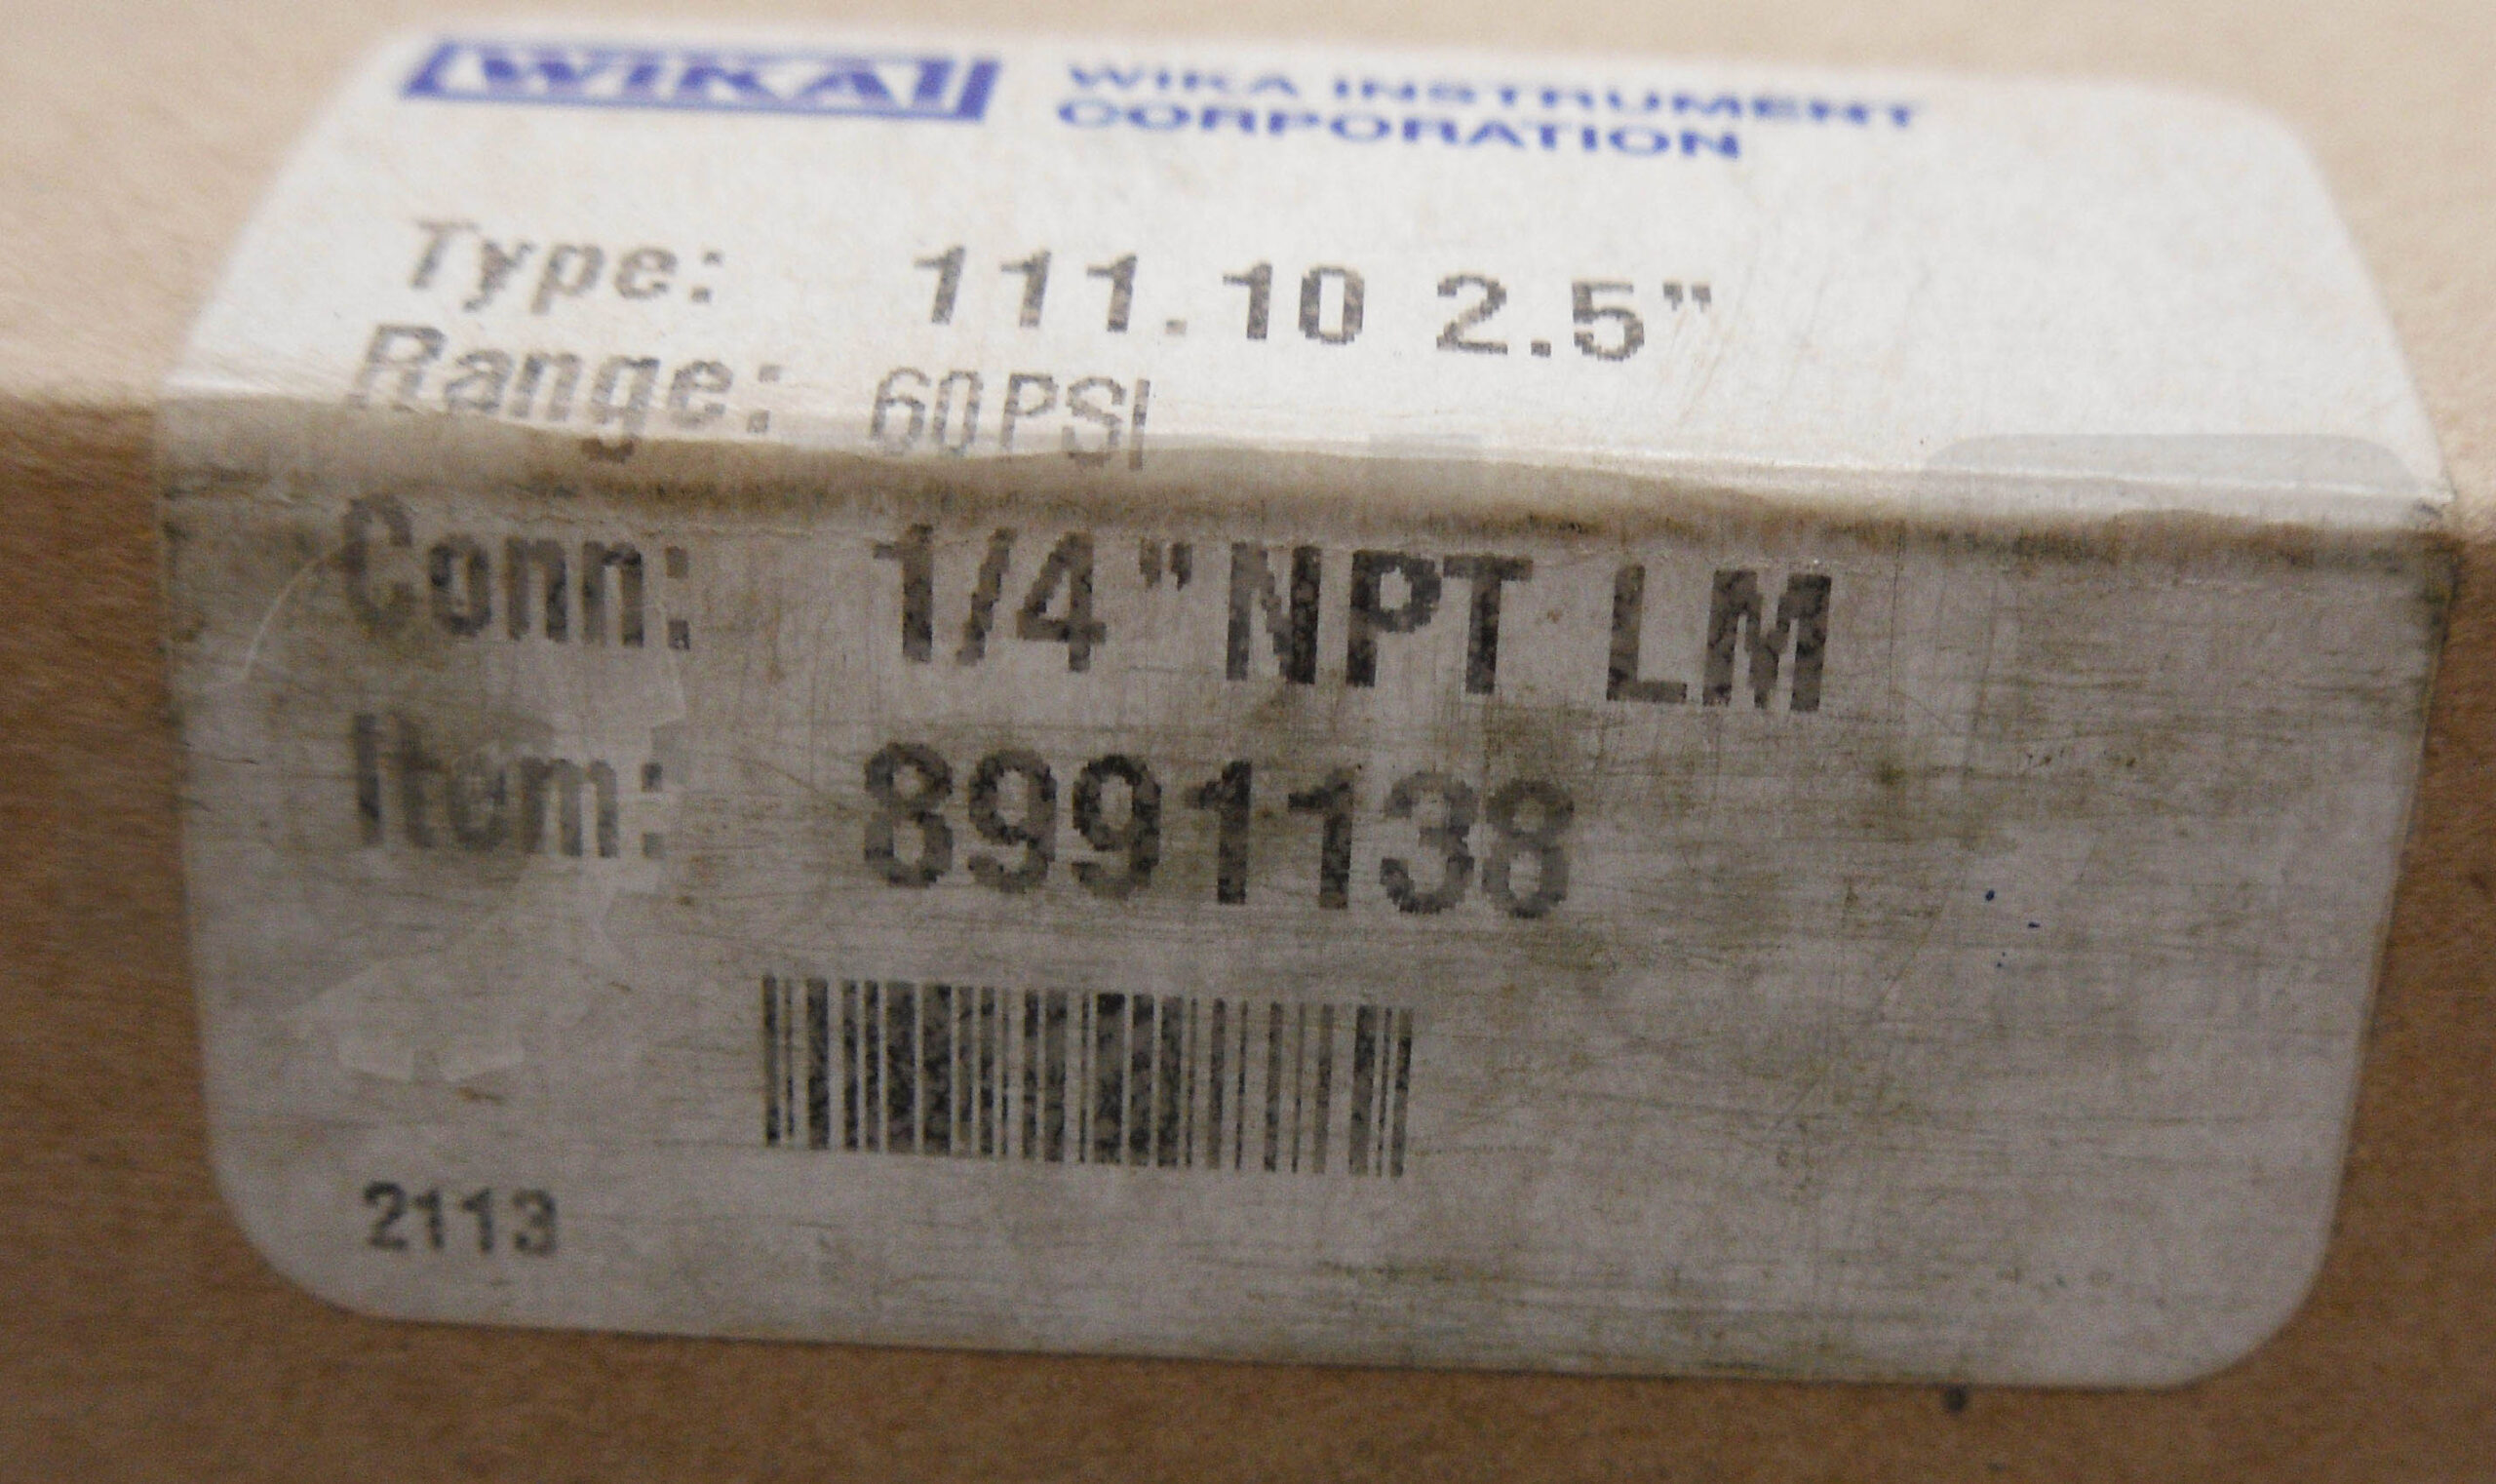 WIKA WIKA INSTRUMENT
CORPORATION
Type: 111.10 2.5"
Range: 60PSI
Conn: 1/4"NPT LM
Item: 8991138
2113